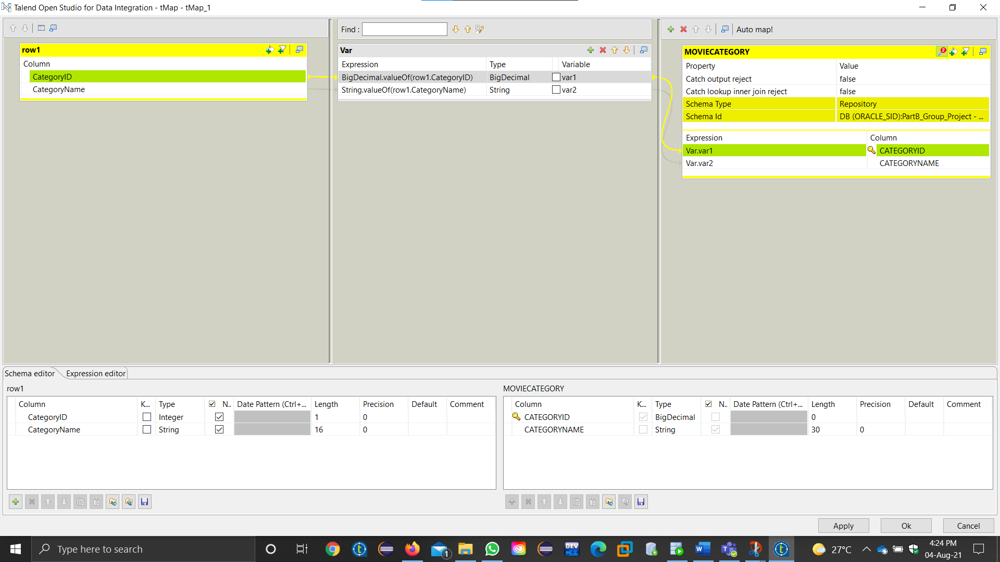 Talend Open Studio for Data Integration - tMap - tMap_1
Find :
Auto map!
row1
Column
CategoryID
CategoryName
Var
Expression Type Variable
BigDecimal.valueOf(row1.CategoryID) BigDecimal var1
String.valueOf(row1.CategoryName) String var2
MOVIECATEGORY
2
Property Value
Catch output reject false
Catch lookup inner join reject false
Schema Type Repository
Schema Id DB (ORACLE_SID):PartB_Group_Project - ...
Expression Column
Var.var1 CATEGORYID
Var.var2 CATEGORYNAME
Schema editor Expression editor
row1
Column K... Type N.. Date Pattern (Ctrl+... Length Precision Default Comment
CategoryID Integer 1 0
CategoryName String 16 0
MOVIECATEGORY
Column K... Type N.. Date Pattern (Ctrl+... Length Precision Default Comment
CATEGORYID BigDecimal 0
CATEGORYNAME String 30 0
Apply Ok Cancel
Type here to search
1
DEV
C++
27°C
4:24 PM
04-Aug-21